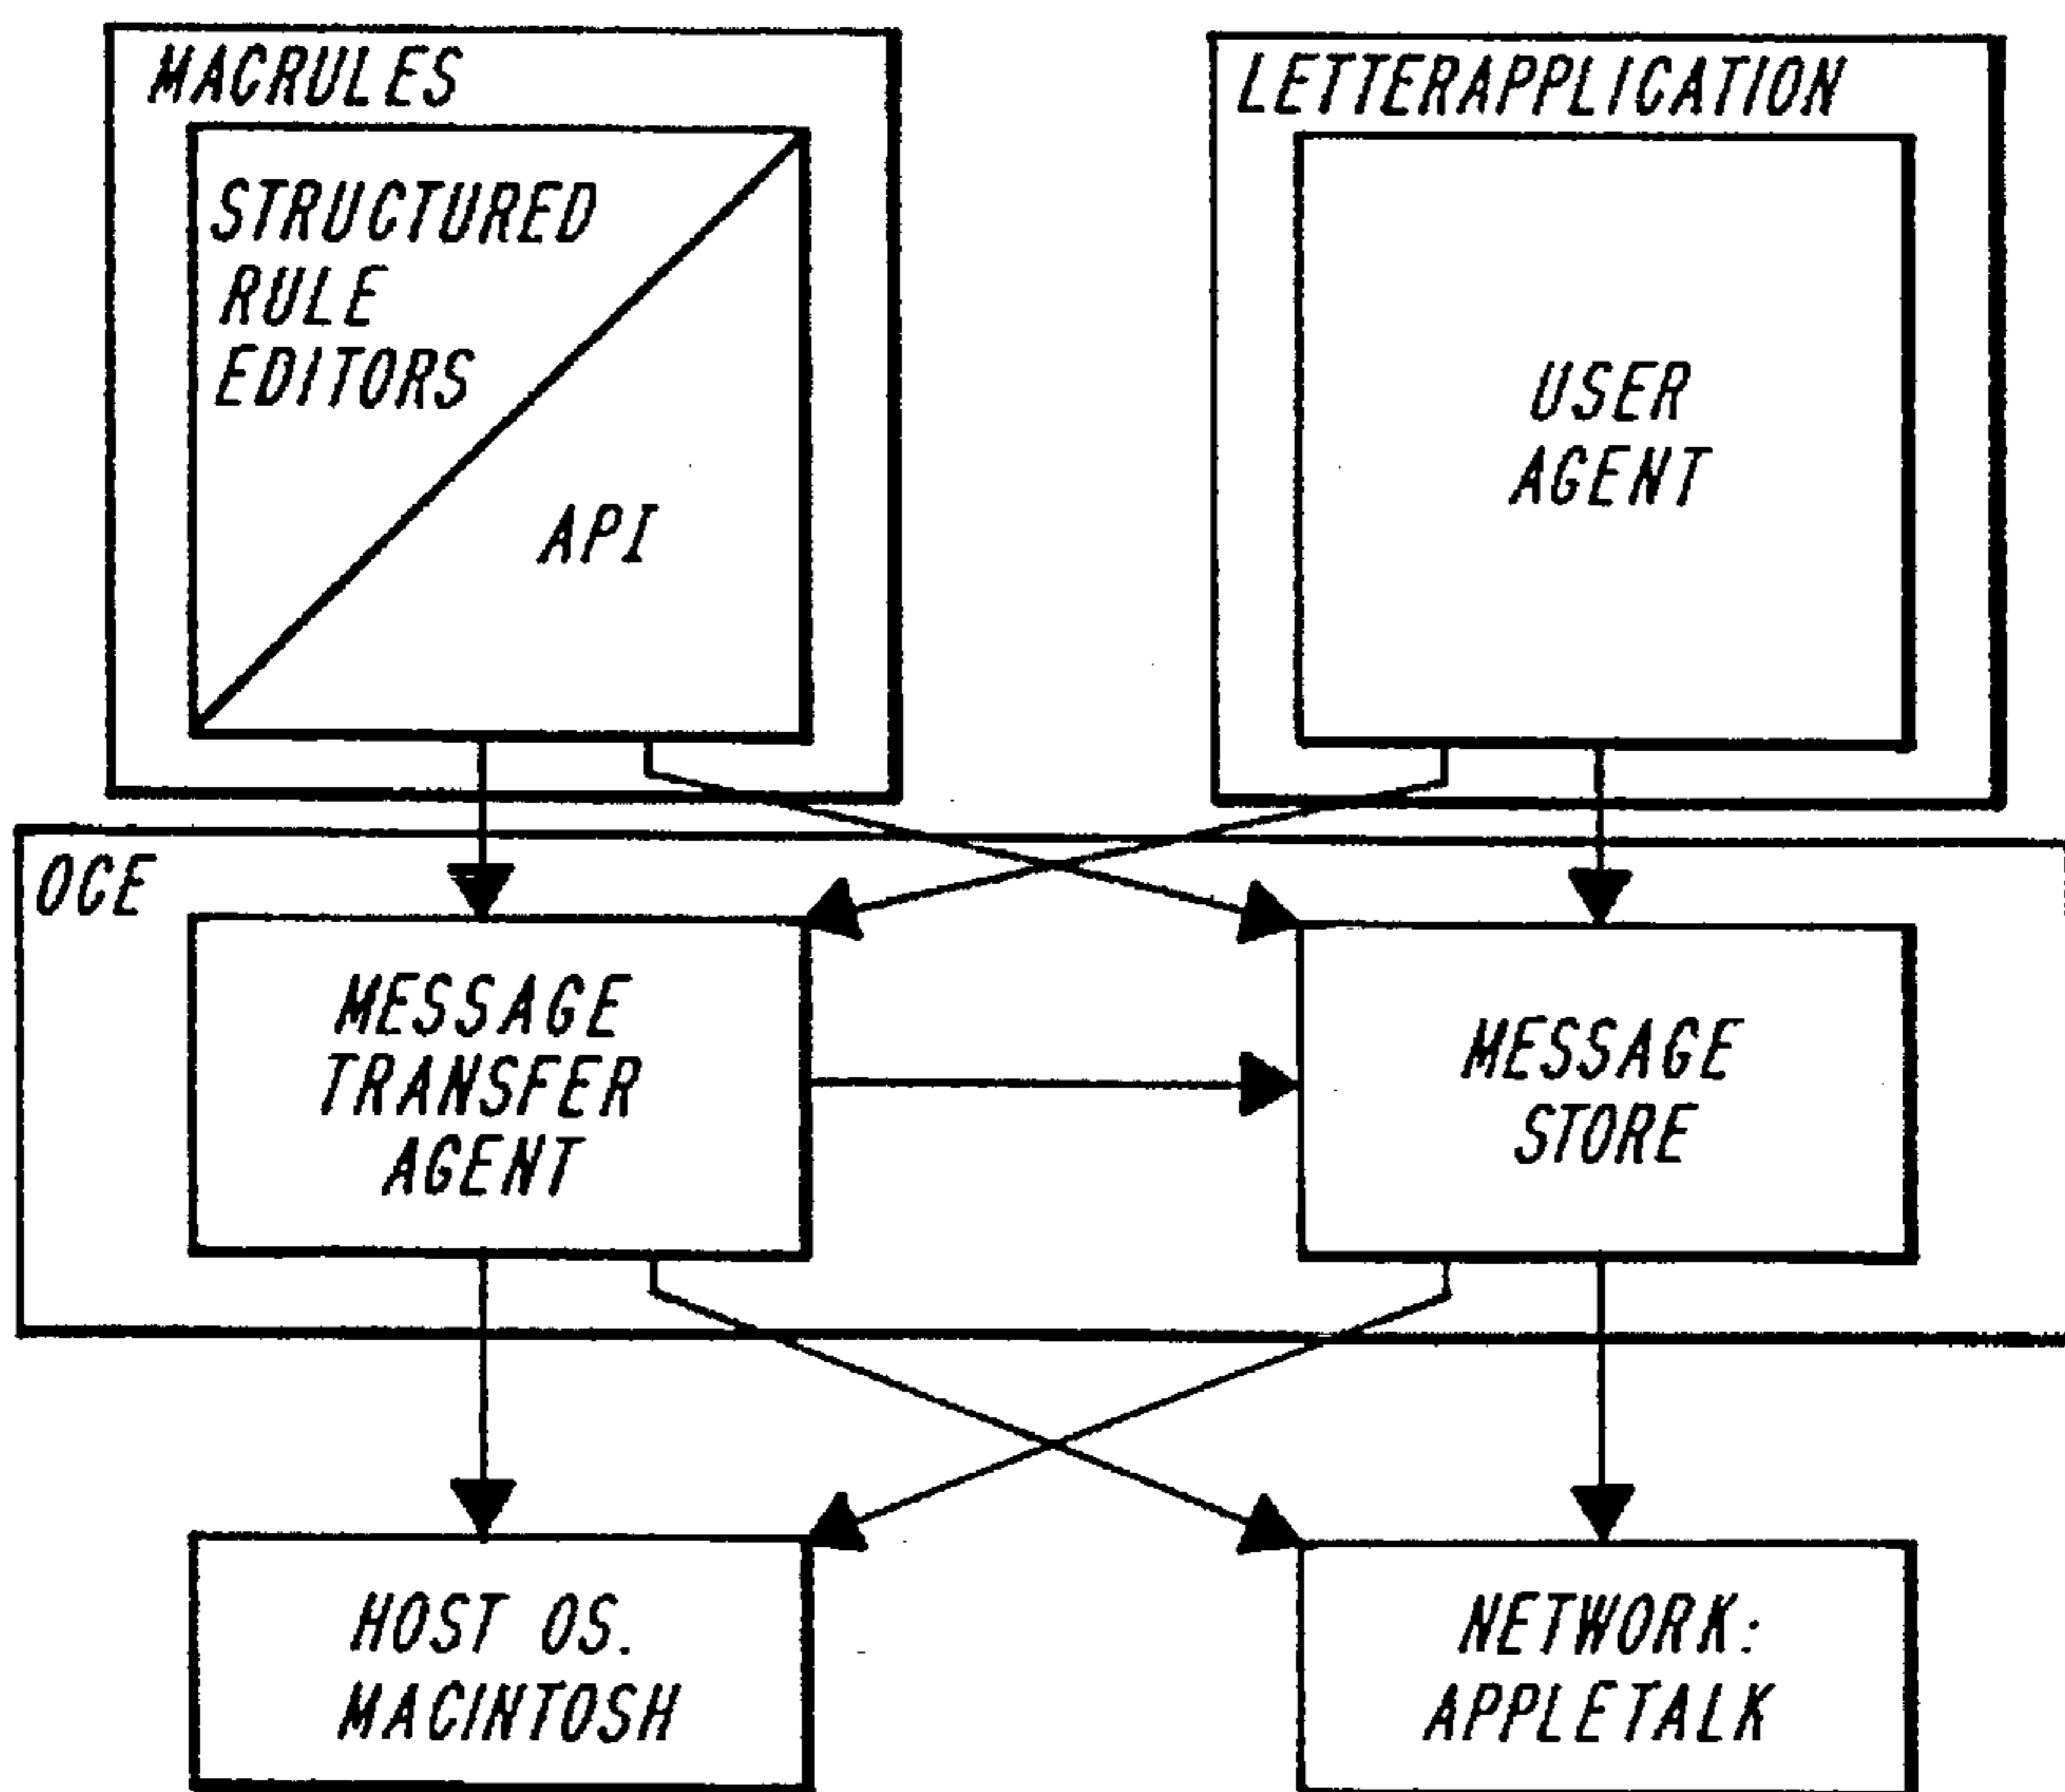 MACRULES
STRUCTURED
RULE
EDITORS
API
LETTERAPPLICATION
USER
AGENT
OCE
MESSAGE
TRANSFER
AGENT
MESSAGE
STORE
HOST OS.
MACINTOSH
NETWORK:
APPLETALK